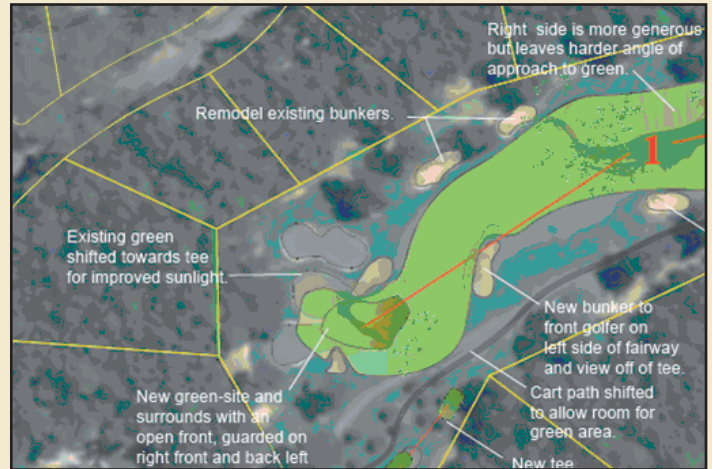 Right side is more generous
but leaves harder angle of
approach to green.
Remodel existing bunkers.
1
Existing green
shifted towards tee
for improved sunlight.
New bunker to
front golfer on
left side of fairway
and view off of tee.
Cart path shifted
to allow room for
green area.
New green-site and
surrounds with an
open front, guarded on
right front and back left
New tee